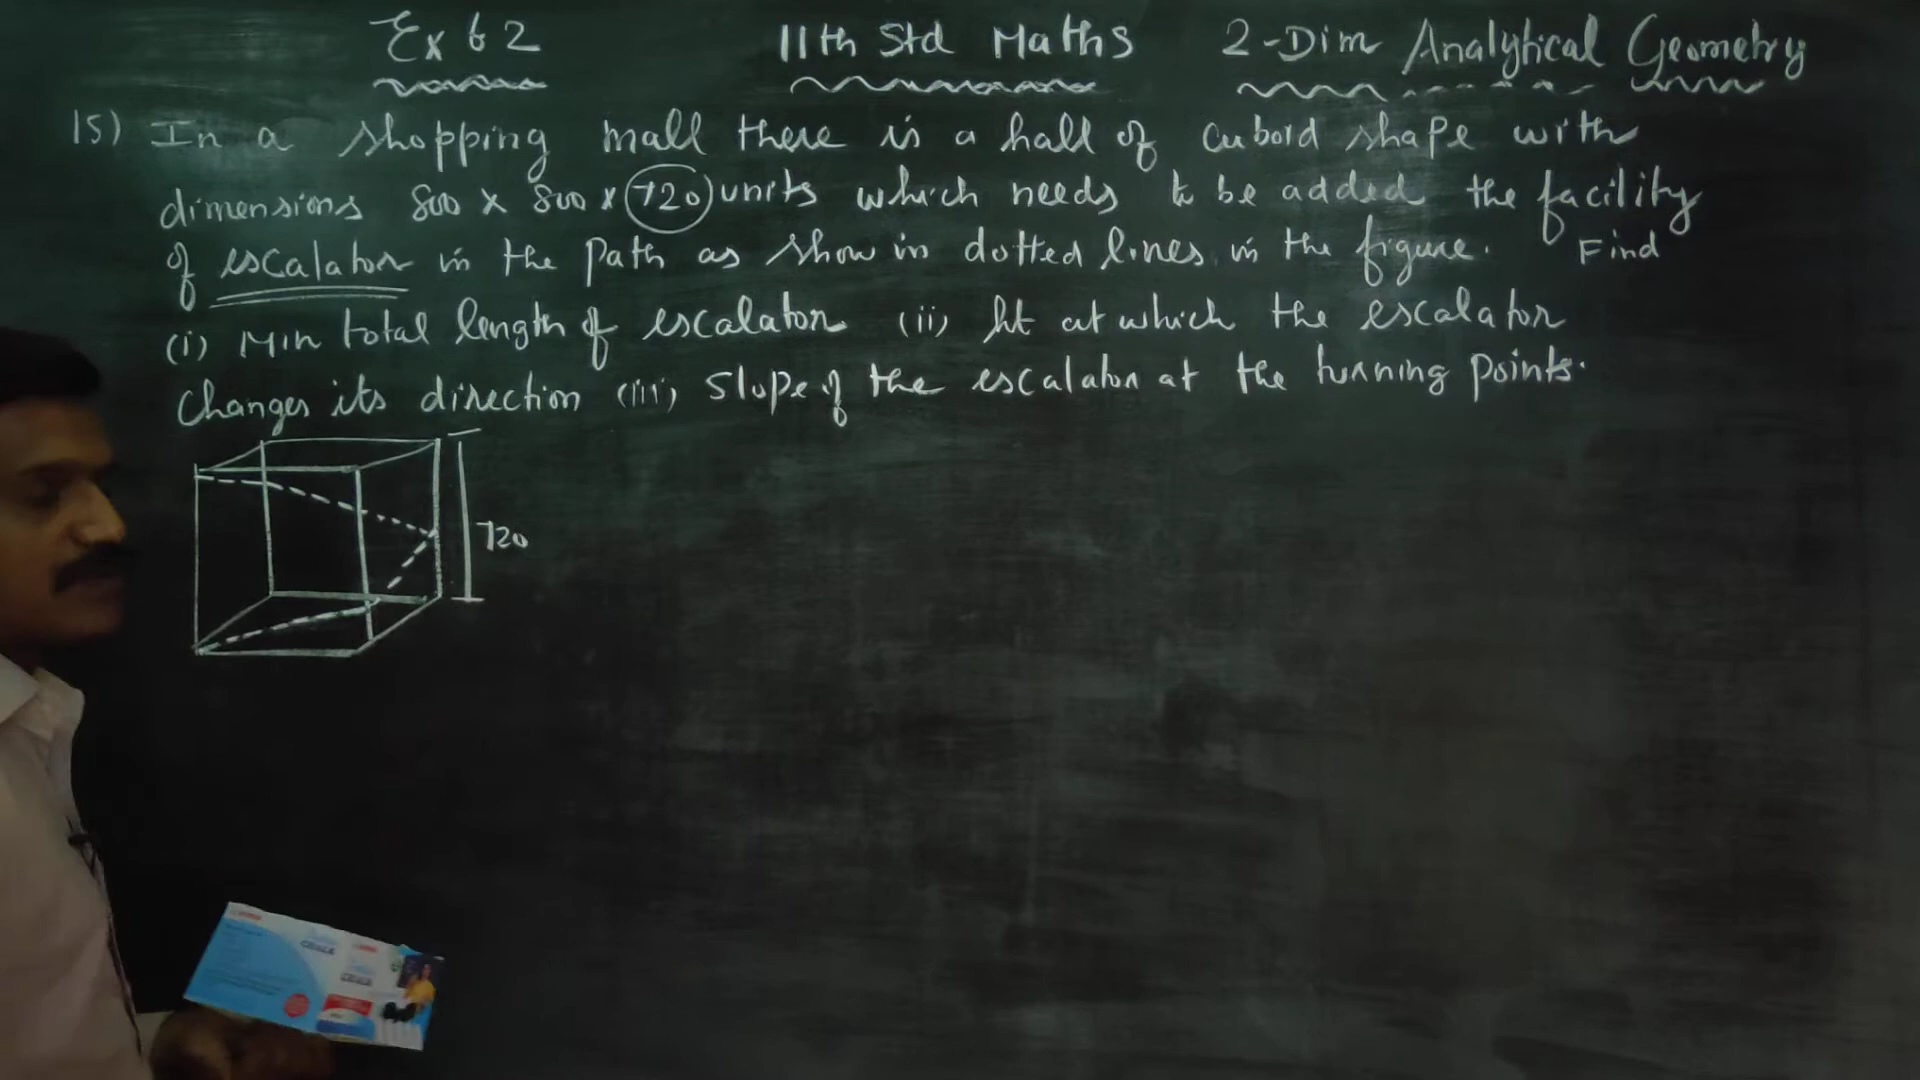 Ex 6 2 11th Std Maths 2-Dim Analytical Geometry
15) In a shopping mall there is a hall of cuboid shape with
dimensions 800 x 800 x 720 units which needs to be added the facility
of escalator in the path as show in dotted lines in the figure. Find
(i) Min total length of escalator (ii) ht at which the escalator
changes its direction (iii) slope of the escalator at the turning points.
720
CHALK
CHALK